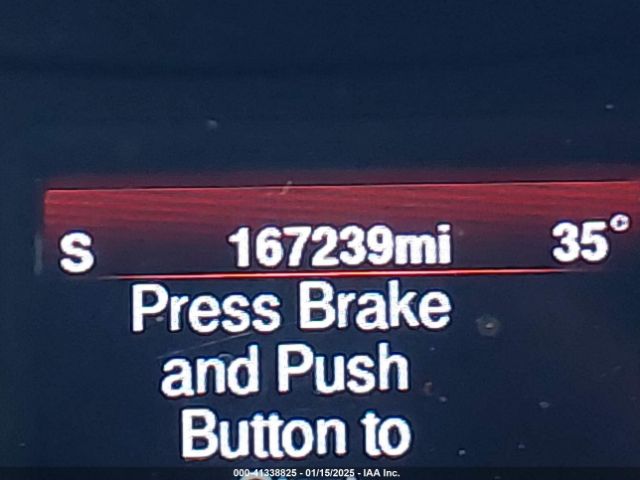 S 167239mi 35°
Press Brake
and Push
Button to
000-41338825 - 01/15/2025 - IAA Inc.